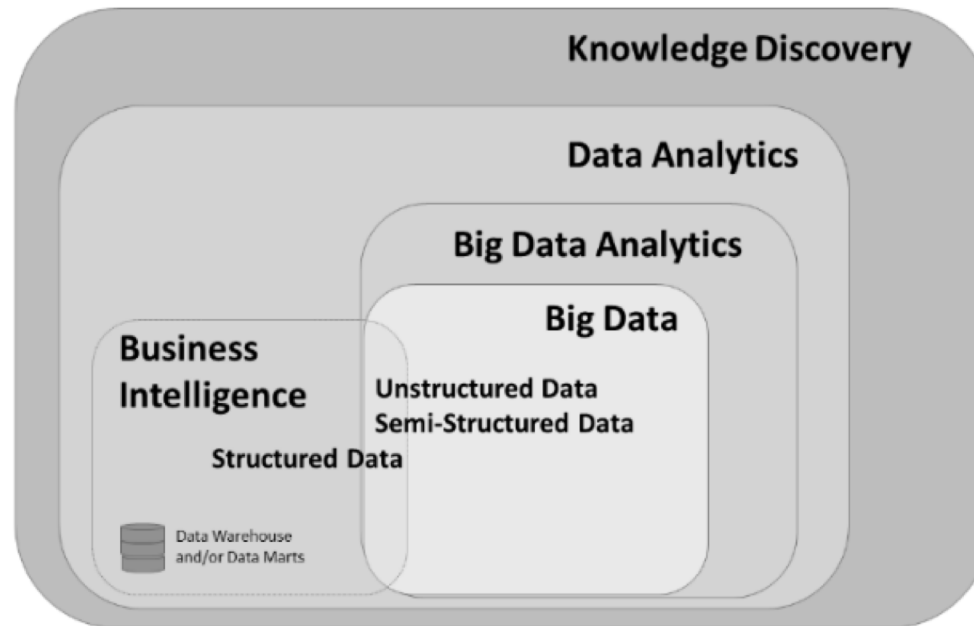 Knowledge Discovery
Data Analytics
Big Data Analytics
Big Data
Business
Intelligence
Unstructured Data
Semi-Structured Data
Structured Data
Data Warehouse
and/or Data Marts